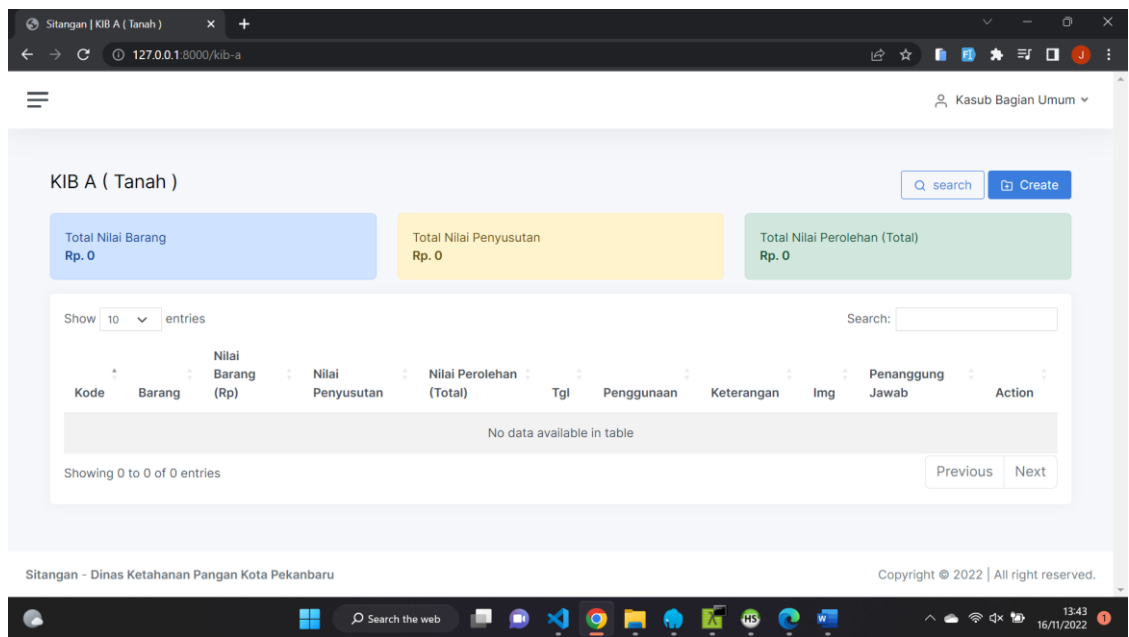 Sitangan | KIB A ( Tanah )
127.0.0.1:8000/kib-a
J
Kasub Bagian Umum
KIB A ( Tanah )
search
Create
Total Nilai Barang
Rp. 0
Total Nilai Penyusutan
Rp. 0
Total Nilai Perolehan (Total)
Rp. 0
Show 10 entries
Search:
Kode
Barang
Nilai
Barang
(Rp)
Nilai
Penyusutan
Nilai Perolehan
(Total)
Tgl
Penggunaan
Keterangan
Img
Penanggung
Jawab
Action
No data available in table
Showing 0 to 0 of 0 entries
Previous
Next
Sitangan - Dinas Ketahanan Pangan Kota Pekanbaru
Copyright © 2022 | All right reserved.
Search the web
HS
W
13:43
16/11/2022
1